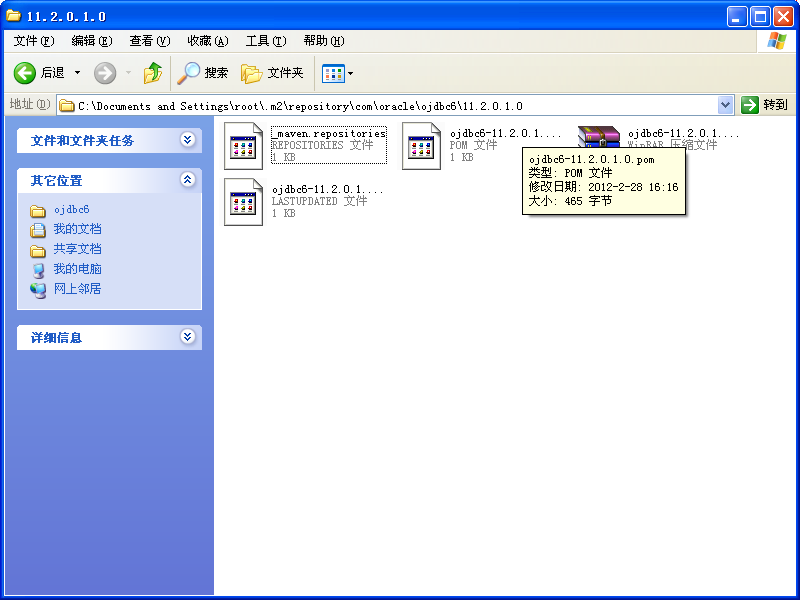 11.2.0.1.0
文件(F) 编辑(E) 查看(V) 收藏(A) 工具(T) 帮助(H)
后退 搜索 文件夹
地址(D) C:\Documents and Settings\root\.m2\repository\com\oracle\ojdbc6\11.2.0.1.0 转到
文件和文件夹任务
其它位置
ojdbc6
我的文档
共享文档
我的电脑
网上邻居
详细信息
_maven.repositories
REPOSITORIES 文件
1 KB
ojdbc6-11.2.0.1....
POM 文件
1 KB
ojdbc6-11.2.0.1....
WinRAR 压缩文件
ojdbc6-11.2.0.1....
LASTUPDATED 文件
1 KB
ojdbc6-11.2.0.1.0.pom
类型: POM 文件
修改日期: 2012-2-28 16:16
大小: 465 字节